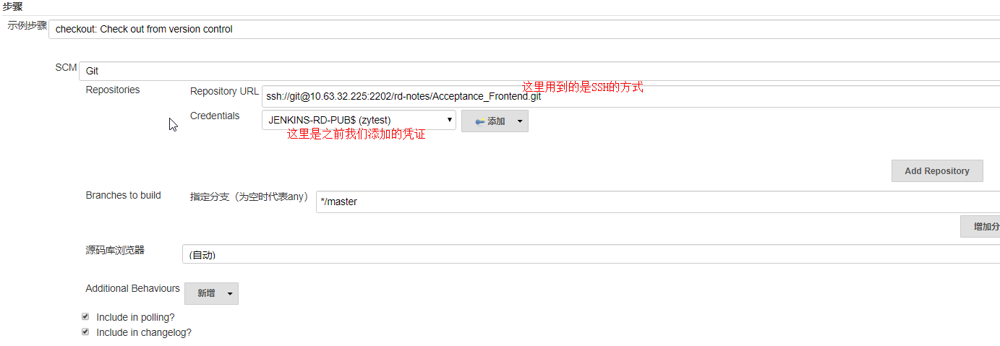 步骤
示例步骤 checkout: Check out from version control
SCM Git
这里用到的是SSH的方式
Repositories Repository URL ssh://git@10.63.32.225:2202/rd-notes/Acceptance_Frontend.git
Credentials JENKINS-RD-PUB$ (zytest) 添加
这里是之前我们添加的凭证
Add Repository
Branches to build 指定分支（为空时代表any） */master
增加分
源码库浏览器 (自动)
Additional Behaviours 新增
Include in polling?
Include in changelog?